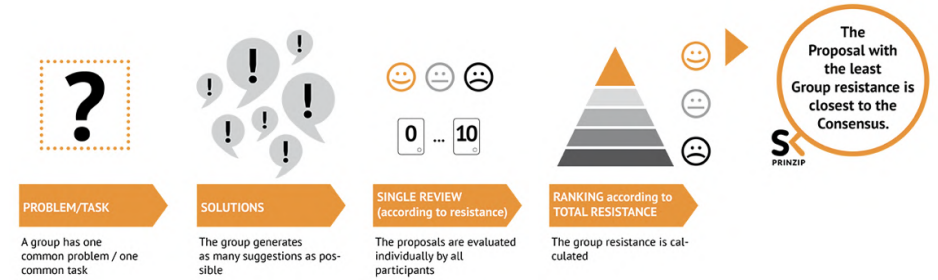 ?
! ! ! ! ! ! !
0 ... 10
The
Proposal with
the least
Group resistance is
closest to the
Consensus.
SK
PRINZIP
PROBLEM/TASK
A group has one
common problem / one
common task
SOLUTIONS
The group generates
as many suggestions as pos-
sible
SINGLE REVIEW
(according to resistance)
The proposals are evaluated
individually by all
participants
RANKING according to
TOTAL RESISTANCE
The group resistance is cal-
culated